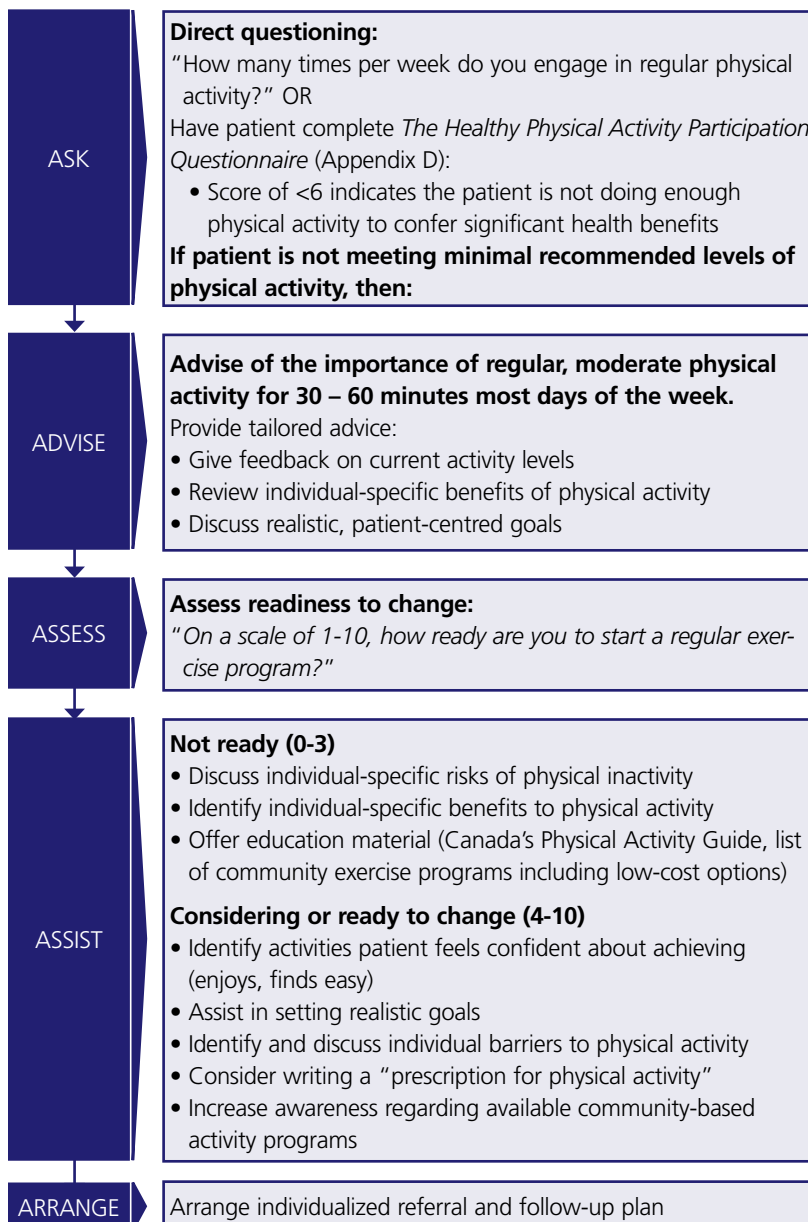 ASK
Direct questioning:
“How many times per week do you engage in regular physical
activity?” OR
Have patient complete The Healthy Physical Activity Participation
Questionnaire (Appendix D):
• Score of <6 indicates the patient is not doing enough
physical activity to confer significant health benefits
If patient is not meeting minimal recommended levels of
physical activity, then:
ADVISE
Advise of the importance of regular, moderate physical
activity for 30 – 60 minutes most days of the week.
Provide tailored advice:
• Give feedback on current activity levels
• Review individual-specific benefits of physical activity
• Discuss realistic, patient-centred goals
ASSESS
Assess readiness to change:
“On a scale of 1-10, how ready are you to start a regular exer-
cise program?”
ASSIST
Not ready (0-3)
• Discuss individual-specific risks of physical inactivity
• Identify individual-specific benefits to physical activity
• Offer education material (Canada’s Physical Activity Guide, list
of community exercise programs including low-cost options)
Considering or ready to change (4-10)
• Identify activities patient feels confident about achieving
(enjoys, finds easy)
• Assist in setting realistic goals
• Identify and discuss individual barriers to physical activity
• Consider writing a “prescription for physical activity”
• Increase awareness regarding available community-based
activity programs
ARRANGE
Arrange individualized referral and follow-up plan